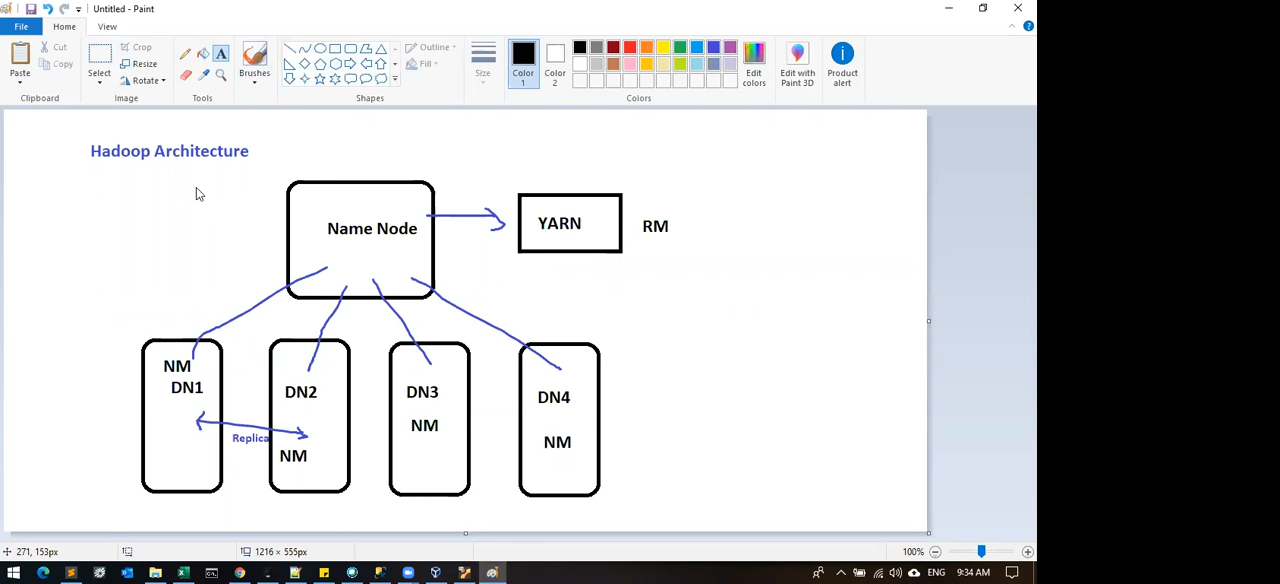 Untitled - Paint
File
Home
View
Paste
Cut
Copy
Clipboard
Select
Crop
Resize
Rotate
Image
A
Tools
Brushes
Outline
Fill
Shapes
Size
Color 1
Color 2
Colors
Edit colors
Edit with Paint 3D
Product alert
Hadoop Architecture
Name Node
YARN
RM
NM
DN1
DN2
DN3
DN4
NM
NM
Replica
NM
271, 153px
1216 × 555px
100%
ENG
9:34 AM